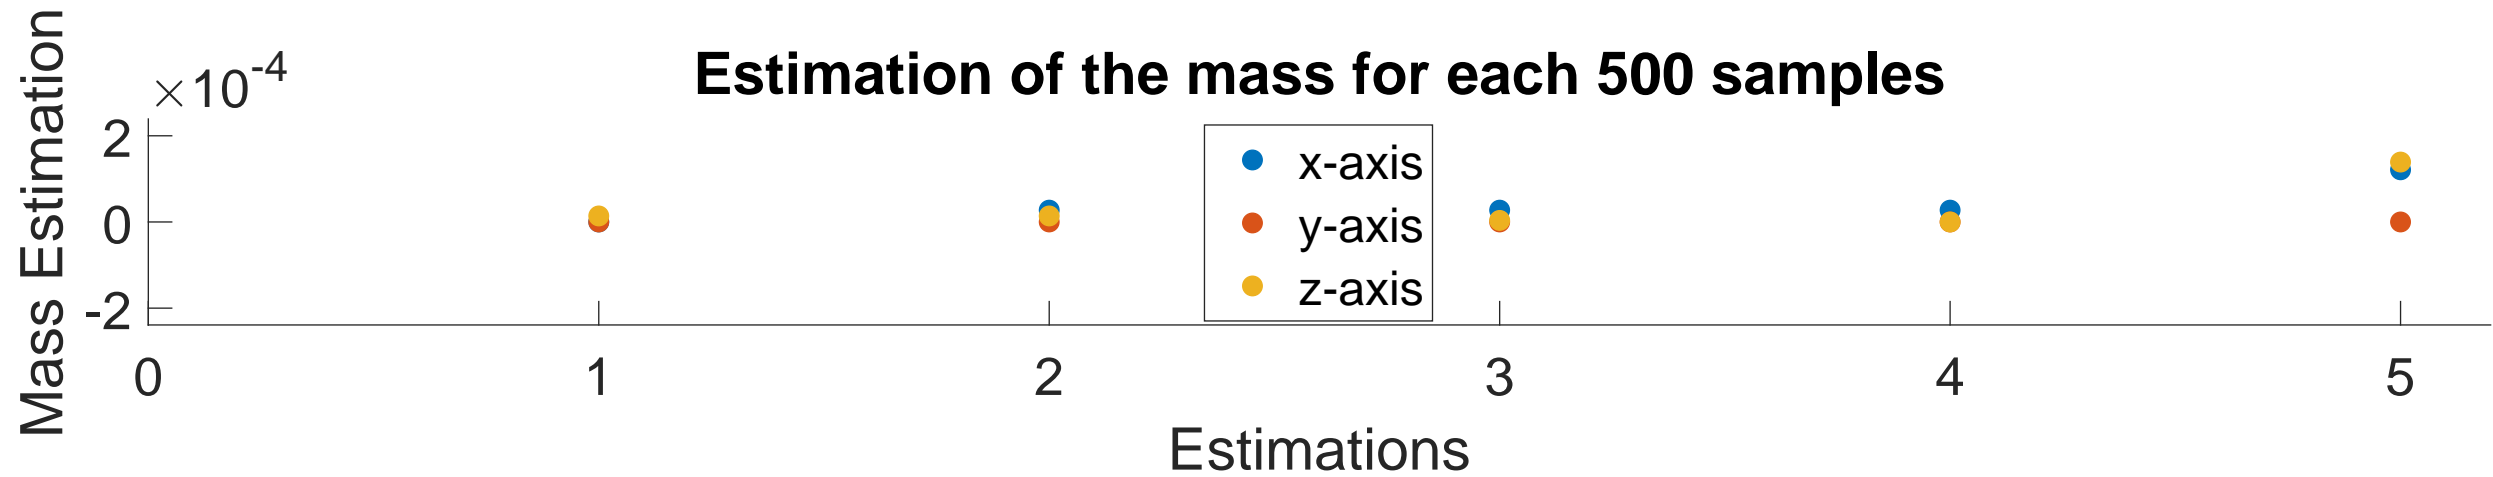 Estimation of the mass for each 500 samples
×10-4
Mass Estimation
2
0
-2
x-axis
y-axis
z-axis
0 1 2 3 4 5
Estimations